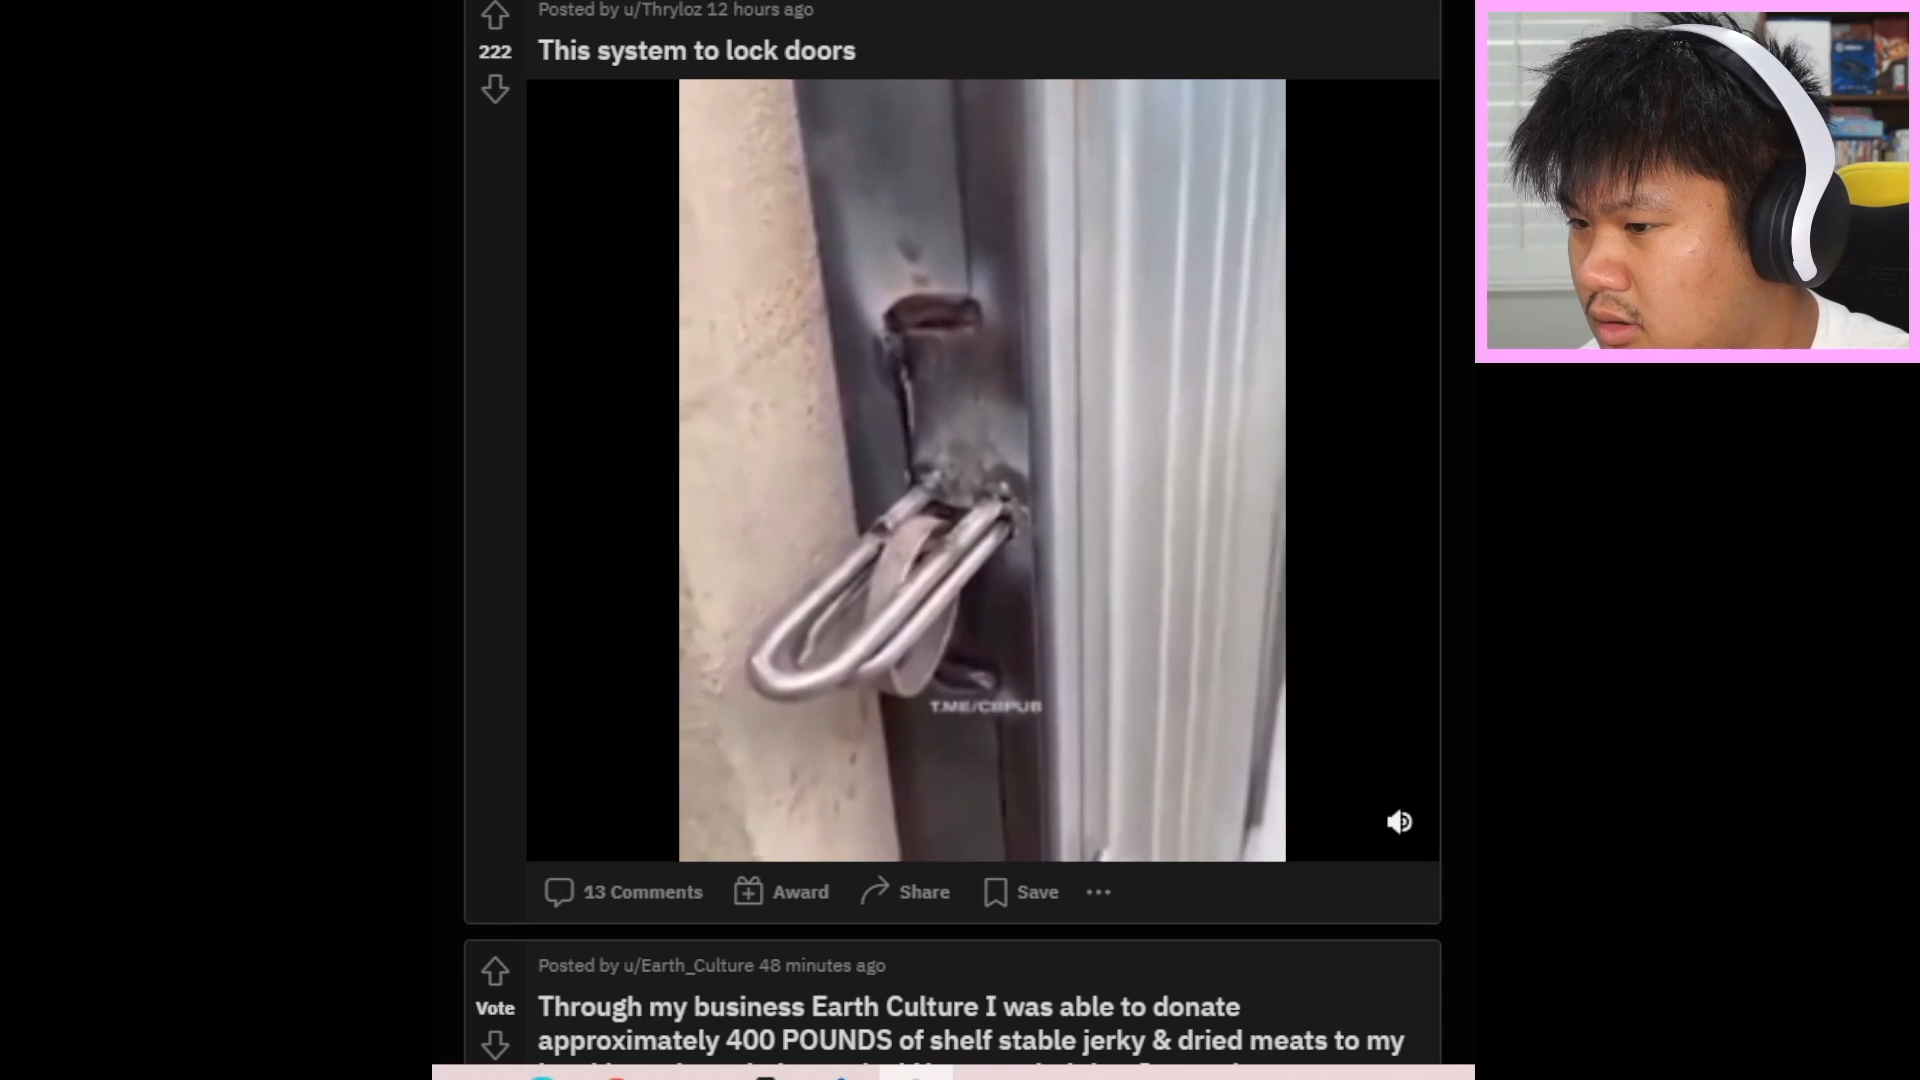 Posted by u/Thryloz 12 hours ago
222
This system to lock doors
T.ME/CBPUB
13 Comments
Award
Share
Save
Posted by u/Earth_Culture 48 minutes ago
Vote
Through my business Earth Culture I was able to donate
approximately 400 POUNDS of shelf stable jerky & dried meats to my